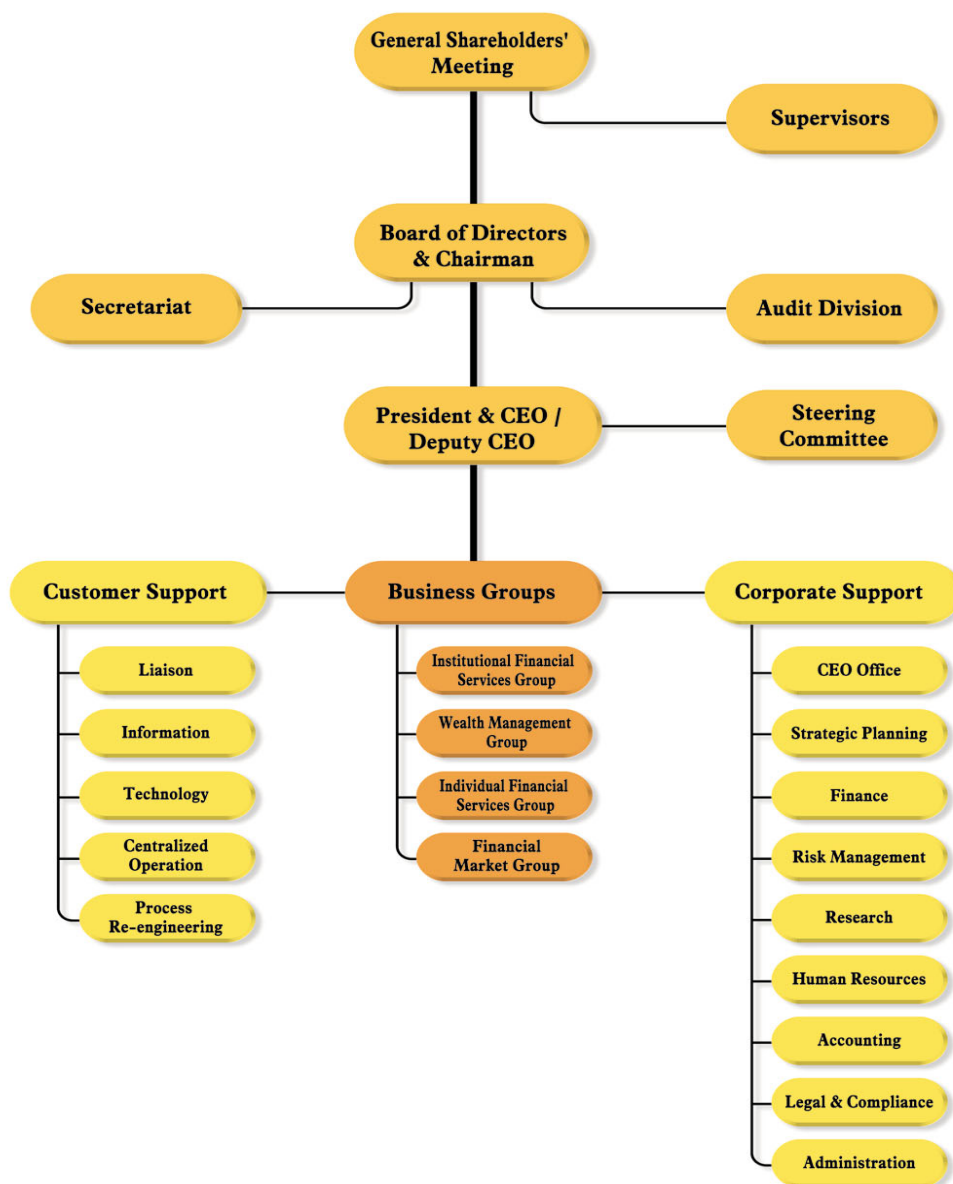 General Shareholders'
Meeting
Supervisors
Board of Directors
& Chairman
Secretariat
Audit Division
President & CEO /
Deputy CEO
Steering
Committee
Customer Support
Business Groups
Corporate Support
Liaison
Information
Technology
Centralized
Operation
Process
Re-engineering
Institutional Financial
Services Group
Wealth Management
Group
Individual Financial
Services Group
Financial
Market Group
CEO Office
Strategic Planning
Finance
Risk Management
Research
Human Resources
Accounting
Legal & Compliance
Administration